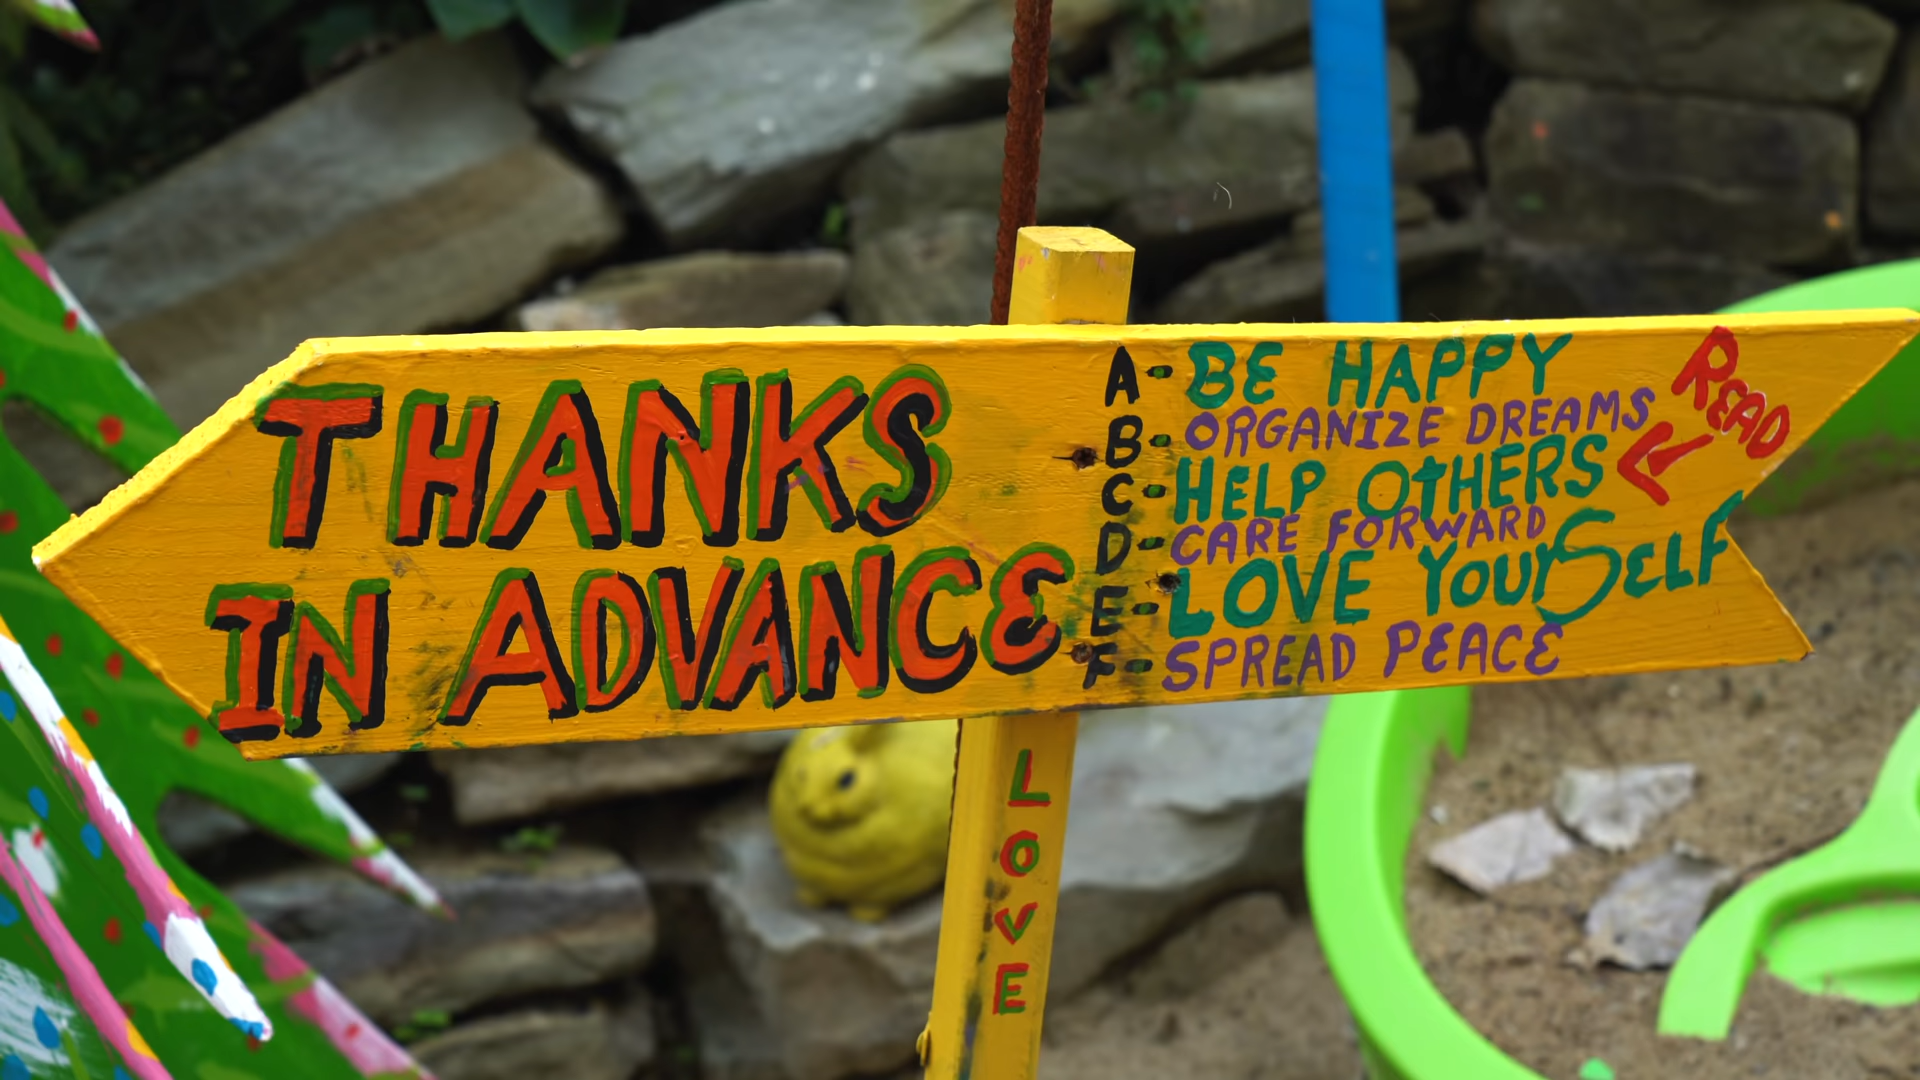 THANKS
IN ADVANCE
A- BE HAPPY
B- ORGANIZE DREAMS
C- HELP OtHERS
D- CARE FORWARD
E- LOVE YourSELF
F- SPREAD PEACE
READ
LOVE